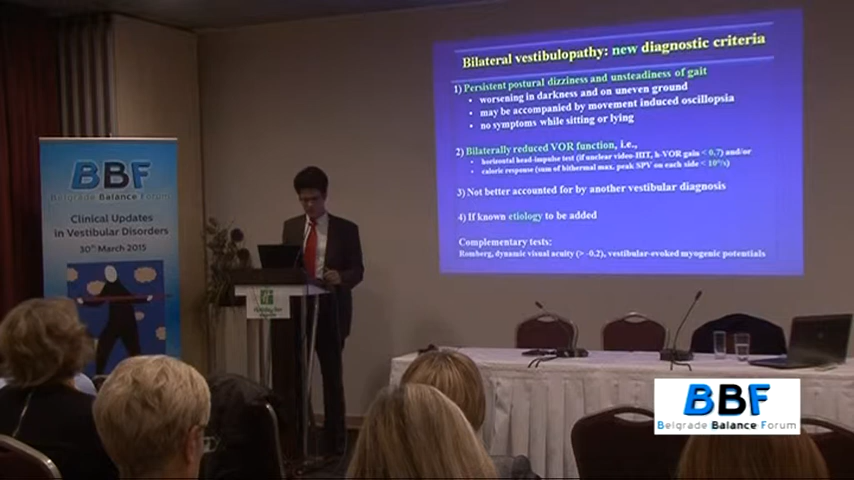 Bilateral vestibulopathy: new diagnostic criteria
1) Persistent postural dizziness and unsteadiness of gait
• worsening in darkness and on uneven ground
• may be accompanied by movement induced oscillopsia
• no symptoms while sitting or lying
2) Bilaterally reduced VOR function, i.e.,
• horizontal head-impulse test (if unclear video-HIT, h-VOR gain < 0.7) and/or
• caloric response (sum of bithermal max. peak SPV on each side < 10°/s)
3) Not better accounted for by another vestibular diagnosis
4) If known etiology to be added
Complementary tests:
Romberg, dynamic visual acuity (> -0.2), vestibular-evoked myogenic potentials
BBF
Belgrade Balance Forum
Clinical Updates
in Vestibular Disorders
30th March 2015
Holiday Inn
BBF
Belgrade Balance Forum